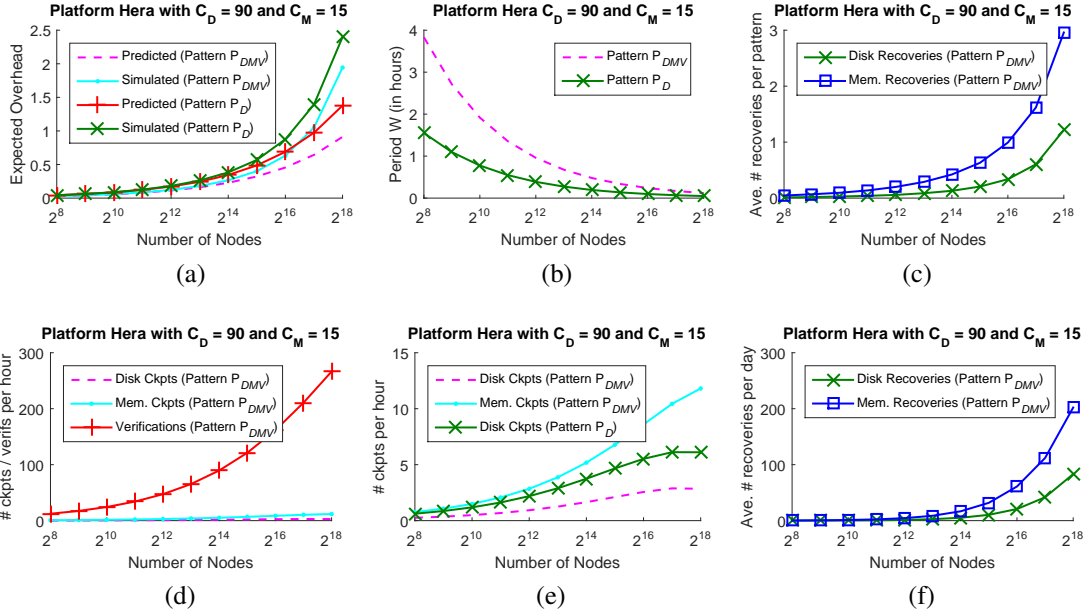 Platform Hera with C_D = 90 and C_M = 15
Expected Overhead
2.5
2
1.5
1
0.5
0
Predicted (Pattern P_DMV)
Simulated (Pattern P_DMV)
Predicted (Pattern P_D)
Simulated (Pattern P_D)
2^8 2^10 2^12 2^14 2^16 2^18
Number of Nodes
(a)
Platform Hera with C_D = 90 and C_M = 15
Period W (in hours)
4
3
2
1
0
Pattern P_DMV
Pattern P_D
2^8 2^10 2^12 2^14 2^16 2^18
Number of Nodes
(b)
Platform Hera with C_D = 90 and C_M = 15
Ave. # recoveries per pattern
3
2
1
0
Disk Recoveries (Pattern P_DMV)
Mem. Recoveries (Pattern P_DMV)
2^8 2^10 2^12 2^14 2^16 2^18
Number of Nodes
(c)
Platform Hera with C_D = 90 and C_M = 15
# ckpts / verifs per hour
300
200
100
0
Disk Ckpts (Pattern P_DMV)
Mem. Ckpts (Pattern P_DMV)
Verifications (Pattern P_DMV)
2^8 2^10 2^12 2^14 2^16 2^18
Number of Nodes
(d)
Platform Hera with C_D = 90 and C_M = 15
# ckpts per hour
15
10
5
0
Disk Ckpts (Pattern P_DMV)
Mem. Ckpts (Pattern P_DMV)
Disk Ckpts (Pattern P_D)
2^8 2^10 2^12 2^14 2^16 2^18
Number of Nodes
(e)
Platform Hera with C_D = 90 and C_M = 15
Ave. # recoveries per day
300
200
100
0
Disk Recoveries (Pattern P_DMV)
Mem. Recoveries (Pattern P_DMV)
2^8 2^10 2^12 2^14 2^16 2^18
Number of Nodes
(f)